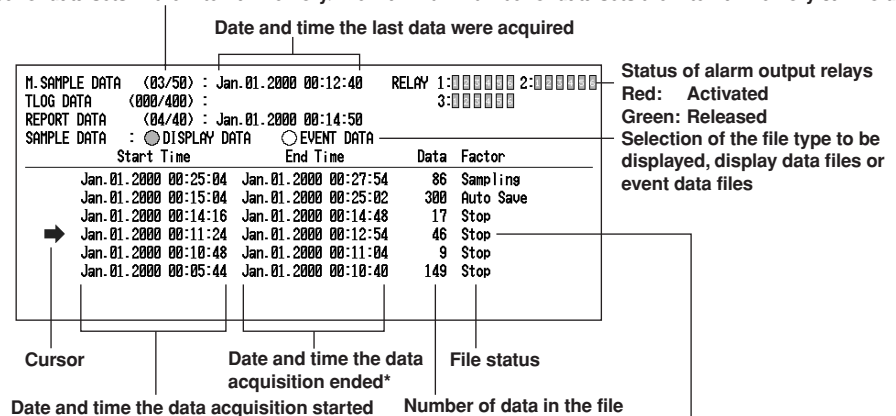 Date and time the last data were acquired
M.SAMPLE DATA (03/50) : Jan.01.2000 00:12:40 RELAY 1: 2:
TLOG DATA (000/400) : 3:
REPORT DATA (04/40) : Jan.01.2000 00:14:50
SAMPLE DATA : DISPLAY DATA EVENT DATA
Status of alarm output relays
Red: Activated
Green: Released
Selection of the file type to be
displayed, display data files or
event data files
Start Time End Time Data Factor
Jan.01.2000 00:25:04 Jan.01.2000 00:27:54 86 Sampling
Jan.01.2000 00:15:04 Jan.01.2000 00:25:02 300 Auto Save
Jan.01.2000 00:14:16 Jan.01.2000 00:14:48 17 Stop
Jan.01.2000 00:11:24 Jan.01.2000 00:12:54 46 Stop
Jan.01.2000 00:10:48 Jan.01.2000 00:11:04 9 Stop
Jan.01.2000 00:05:44 Jan.01.2000 00:10:40 149 Stop
Cursor
Date and time the data
acquisition ended*
File status
Date and time the data acquisition started
Number of data in the file